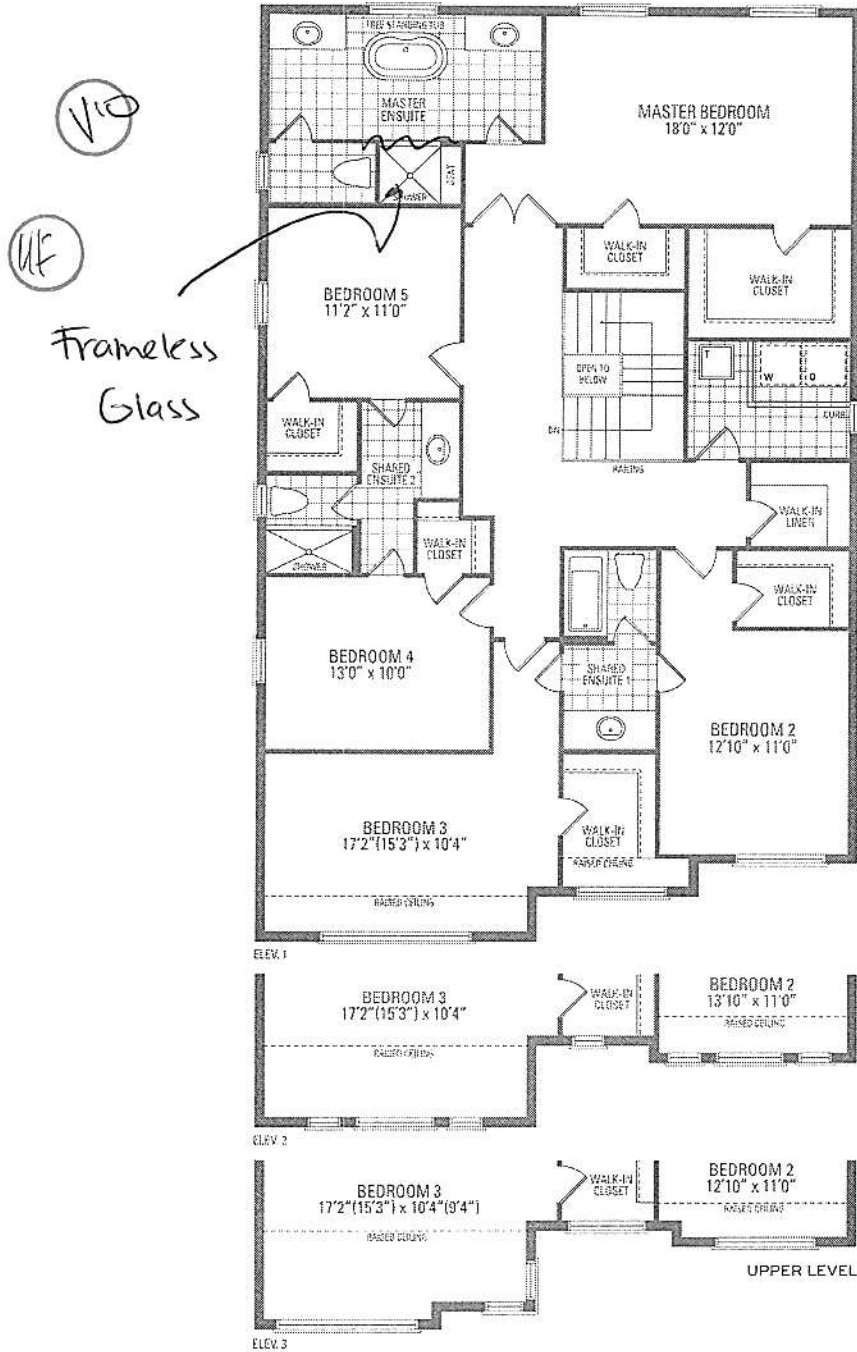 FREE STANDING TUB
MASTER
ENSUITE
MASTER BEDROOM
18'0" x 12'0"
SEAT
SHOWER
BEDROOM 5
11'2" x 11'0"
WALK-IN
CLOSET
WALK-IN
CLOSET
Frameless
Glass
OPEN TO
BELOW
T
W
D
CURB
DN
RAILING
WALK-IN
CLOSET
SHARED
ENSUITE 2
SHOWER
WALK-IN
CLOSET
WALK-IN
LINEN
WALK-IN
CLOSET
BEDROOM 4
13'0" x 10'0"
SHARED
ENSUITE 1
BEDROOM 2
12'10" x 11'0"
BEDROOM 3
17'2"(15'3") x 10'4"
WALK-IN
CLOSET
RAISED CEILING
RAISED CEILING
ELEV. 1
BEDROOM 3
17'2"(15'3") x 10'4"
RAISED CEILING
WALK-IN
CLOSET
BEDROOM 2
13'10" x 11'0"
RAISED CEILING
ELEV. 2
BEDROOM 3
17'2"(15'3") x 10'4"(9'4")
RAISED CEILING
WALK-IN
CLOSET
BEDROOM 2
12'10" x 11'0"
RAISED CEILING
UPPER LEVEL
ELEV. 3